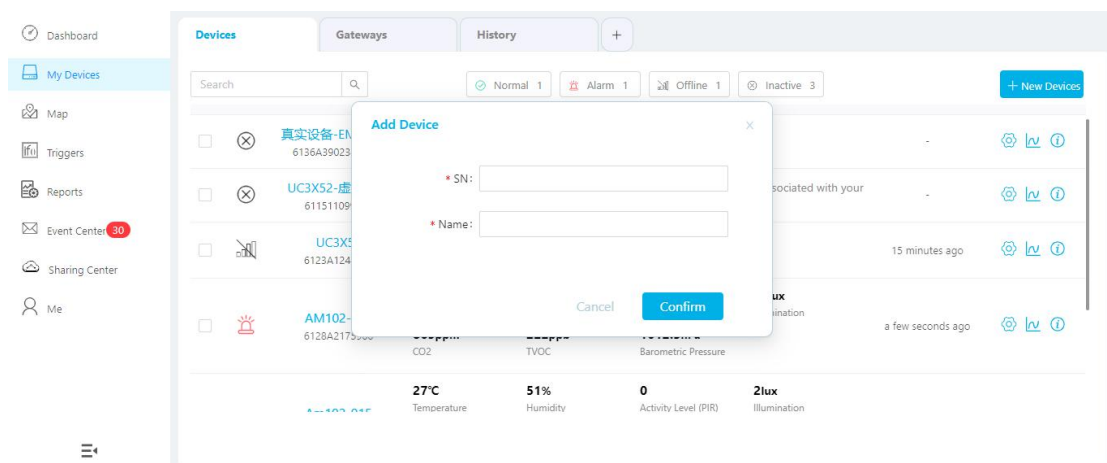 Dashboard
My Devices
Map
Triggers
Reports
Event Center 30
Sharing Center
Me
Devices
Gateways
History
+
Search
Normal 1
Alarm 1
Offline 1
Inactive 3
+ New Devices
Add Device
x
* SN:
* Name:
Cancel
Confirm
真实设备-EM
6136A39023
-
UC3X52-虚
6115110
sociated with your
-
UC3X5
6123A124
15 minutes ago
AM102-
6128A2175
CO2
TVOC
Barometric Pressure
ux
ination
a few seconds ago
27℃
Temperature
51%
Humidity
0
Activity Level (PIR)
2lux
Illumination